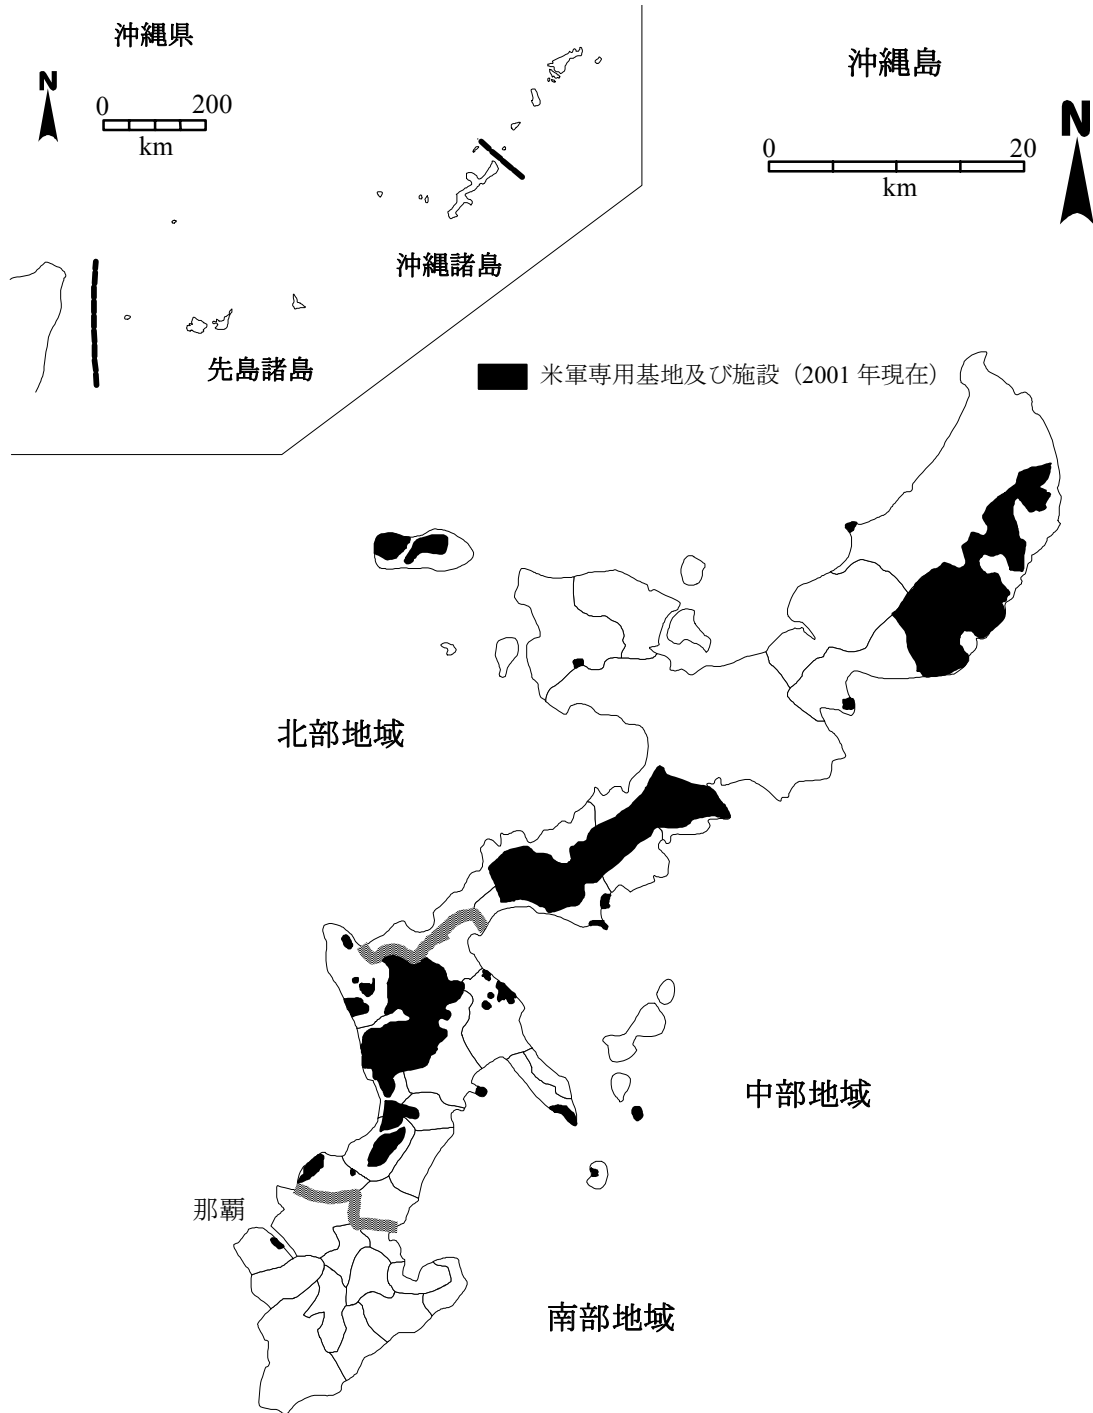 沖縄県
N
0 200
km
沖縄諸島
先島諸島
沖縄島
N
0 20
km
米軍専用基地及び施設（2001 年現在）
北部地域
中部地域
那覇
南部地域